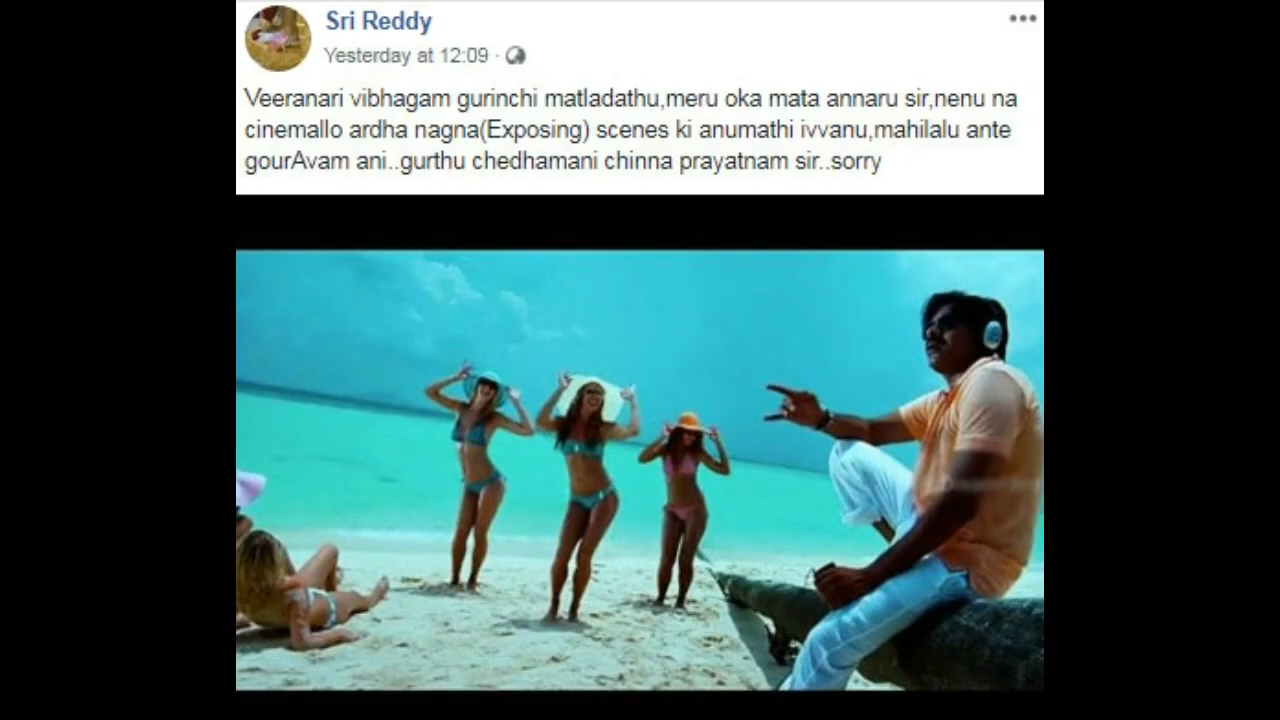 Sri Reddy
Yesterday at 12:09 ·
Veeranari vibhagam gurinchi matladathu,meru oka mata annaru sir,nenu na
cinemallo ardha nagna(Exposing) scenes ki anumathi ivvanu,mahilalu ante
gourAvam ani..gurthu chedhamani chinna prayatnam sir..sorry